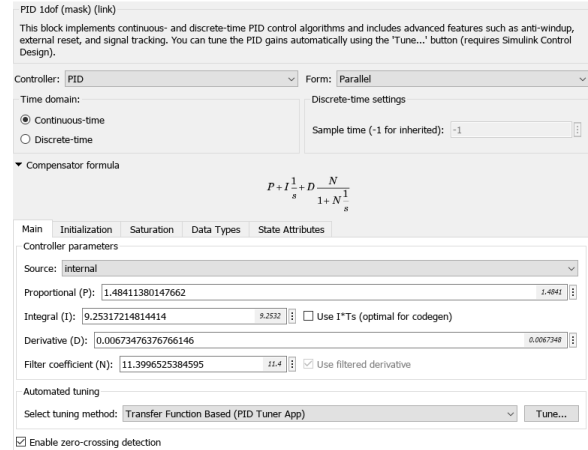 PID 1dof (mask) (link)
This block implements continuous- and discrete-time PID control algorithms and includes advanced features such as anti-windup,
external reset, and signal tracking. You can tune the PID gains automatically using the 'Tune...' button (requires Simulink Control
Design).
Controller: PID Form: Parallel
Time domain: Discrete-time settings
Continuous-time
Discrete-time
Sample time (-1 for inherited): -1
Compensator formula
P + I 1/s + D N/(1 + N 1/s)
Main Initialization Saturation Data Types State Attributes
Controller parameters
Source: internal
Proportional (P): 1.48411380147662 1.4841
Integral (I): 9.25317214814414 9.2532 Use I*Ts (optimal for codegen)
Derivative (D): 0.00673476376766146 0.0067348
Filter coefficient (N): 11.3996525384595 11.4 Use filtered derivative
Automated tuning
Select tuning method: Transfer Function Based (PID Tuner App) Tune...
Enable zero-crossing detection